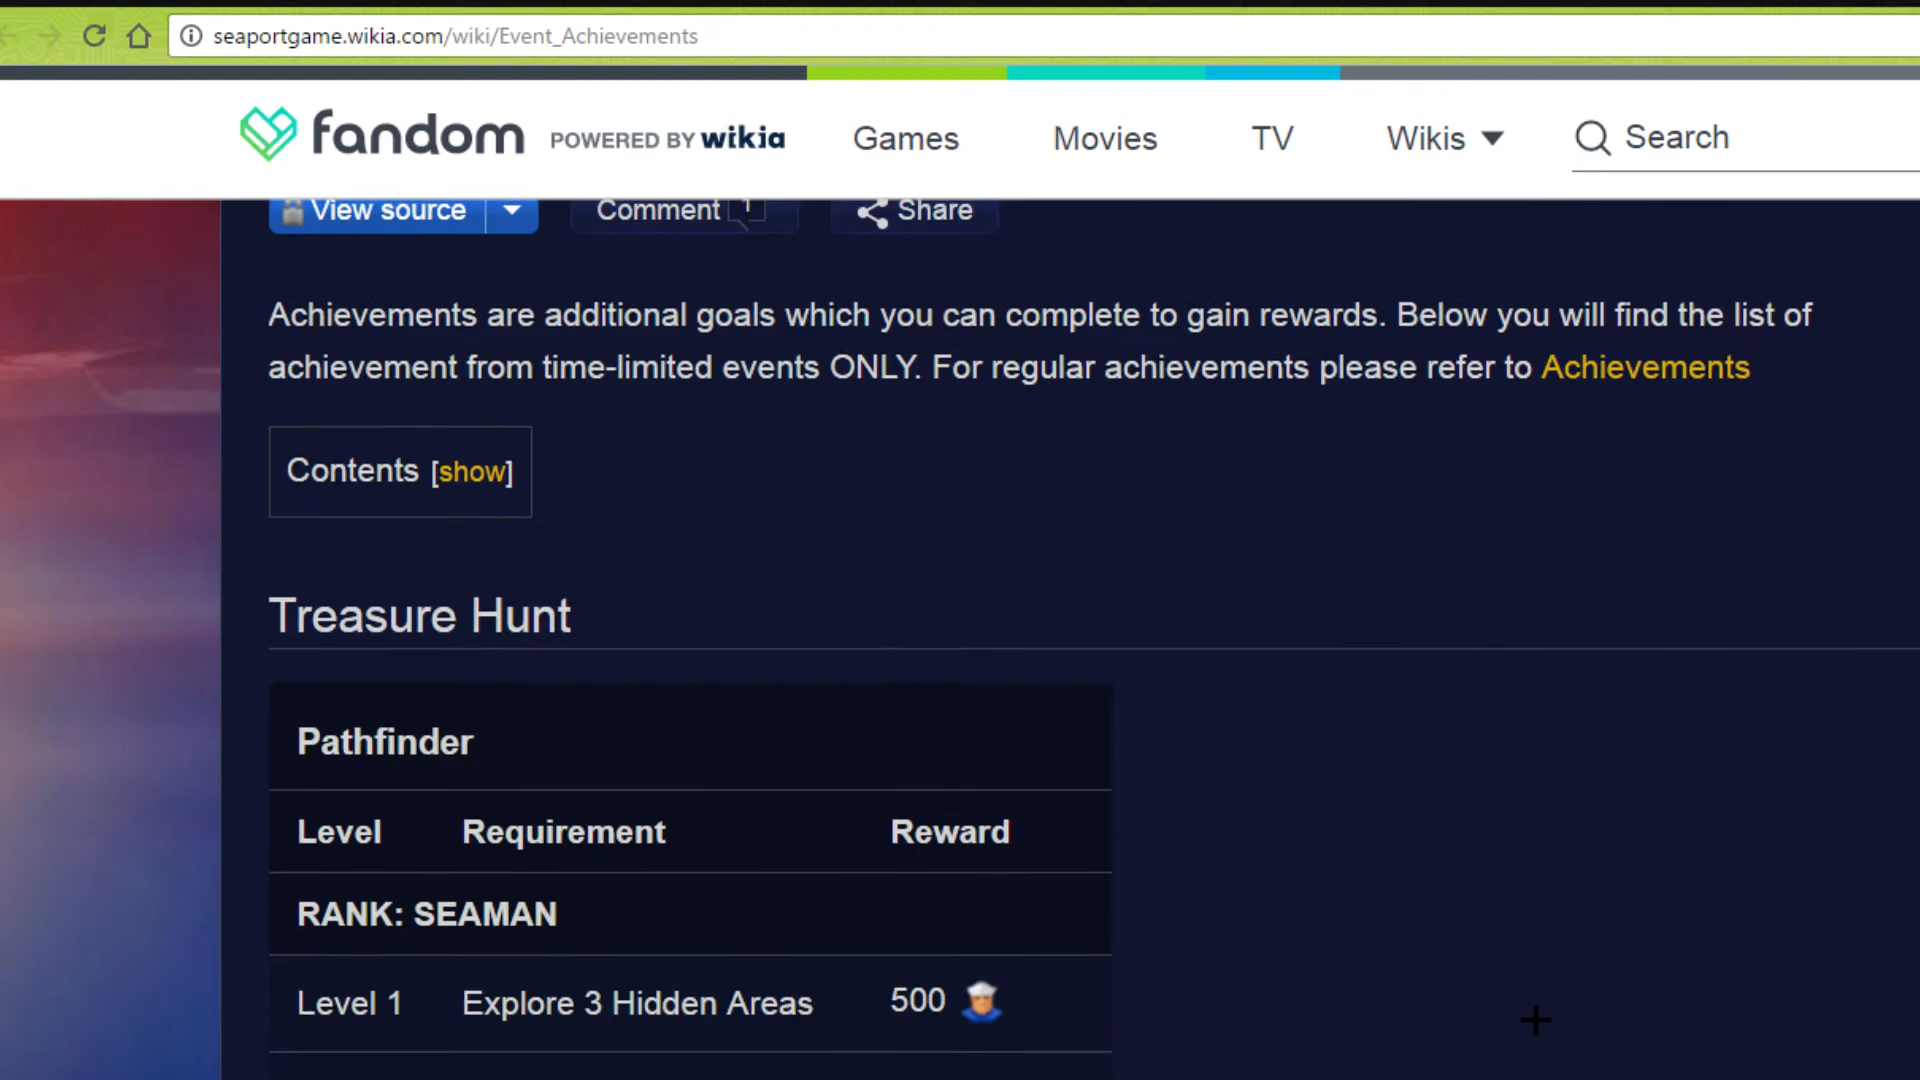 seaportgame.wikia.com/wiki/Event_Achievements
fandom POWERED BY wikia Games Movies TV Wikis Search
View source Comment 1 Share
Achievements are additional goals which you can complete to gain rewards. Below you will find the list of
achievement from time-limited events ONLY. For regular achievements please refer to Achievements
Contents [show]
Treasure Hunt
Pathfinder
Level Requirement Reward
RANK: SEAMAN
Level 1 Explore 3 Hidden Areas 500